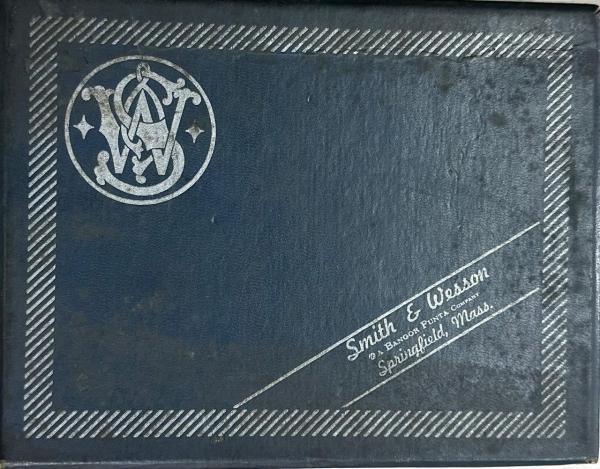 S&W
Smith & Wesson
® A BANGOR PUNTA COMPANY
Springfield, Mass.